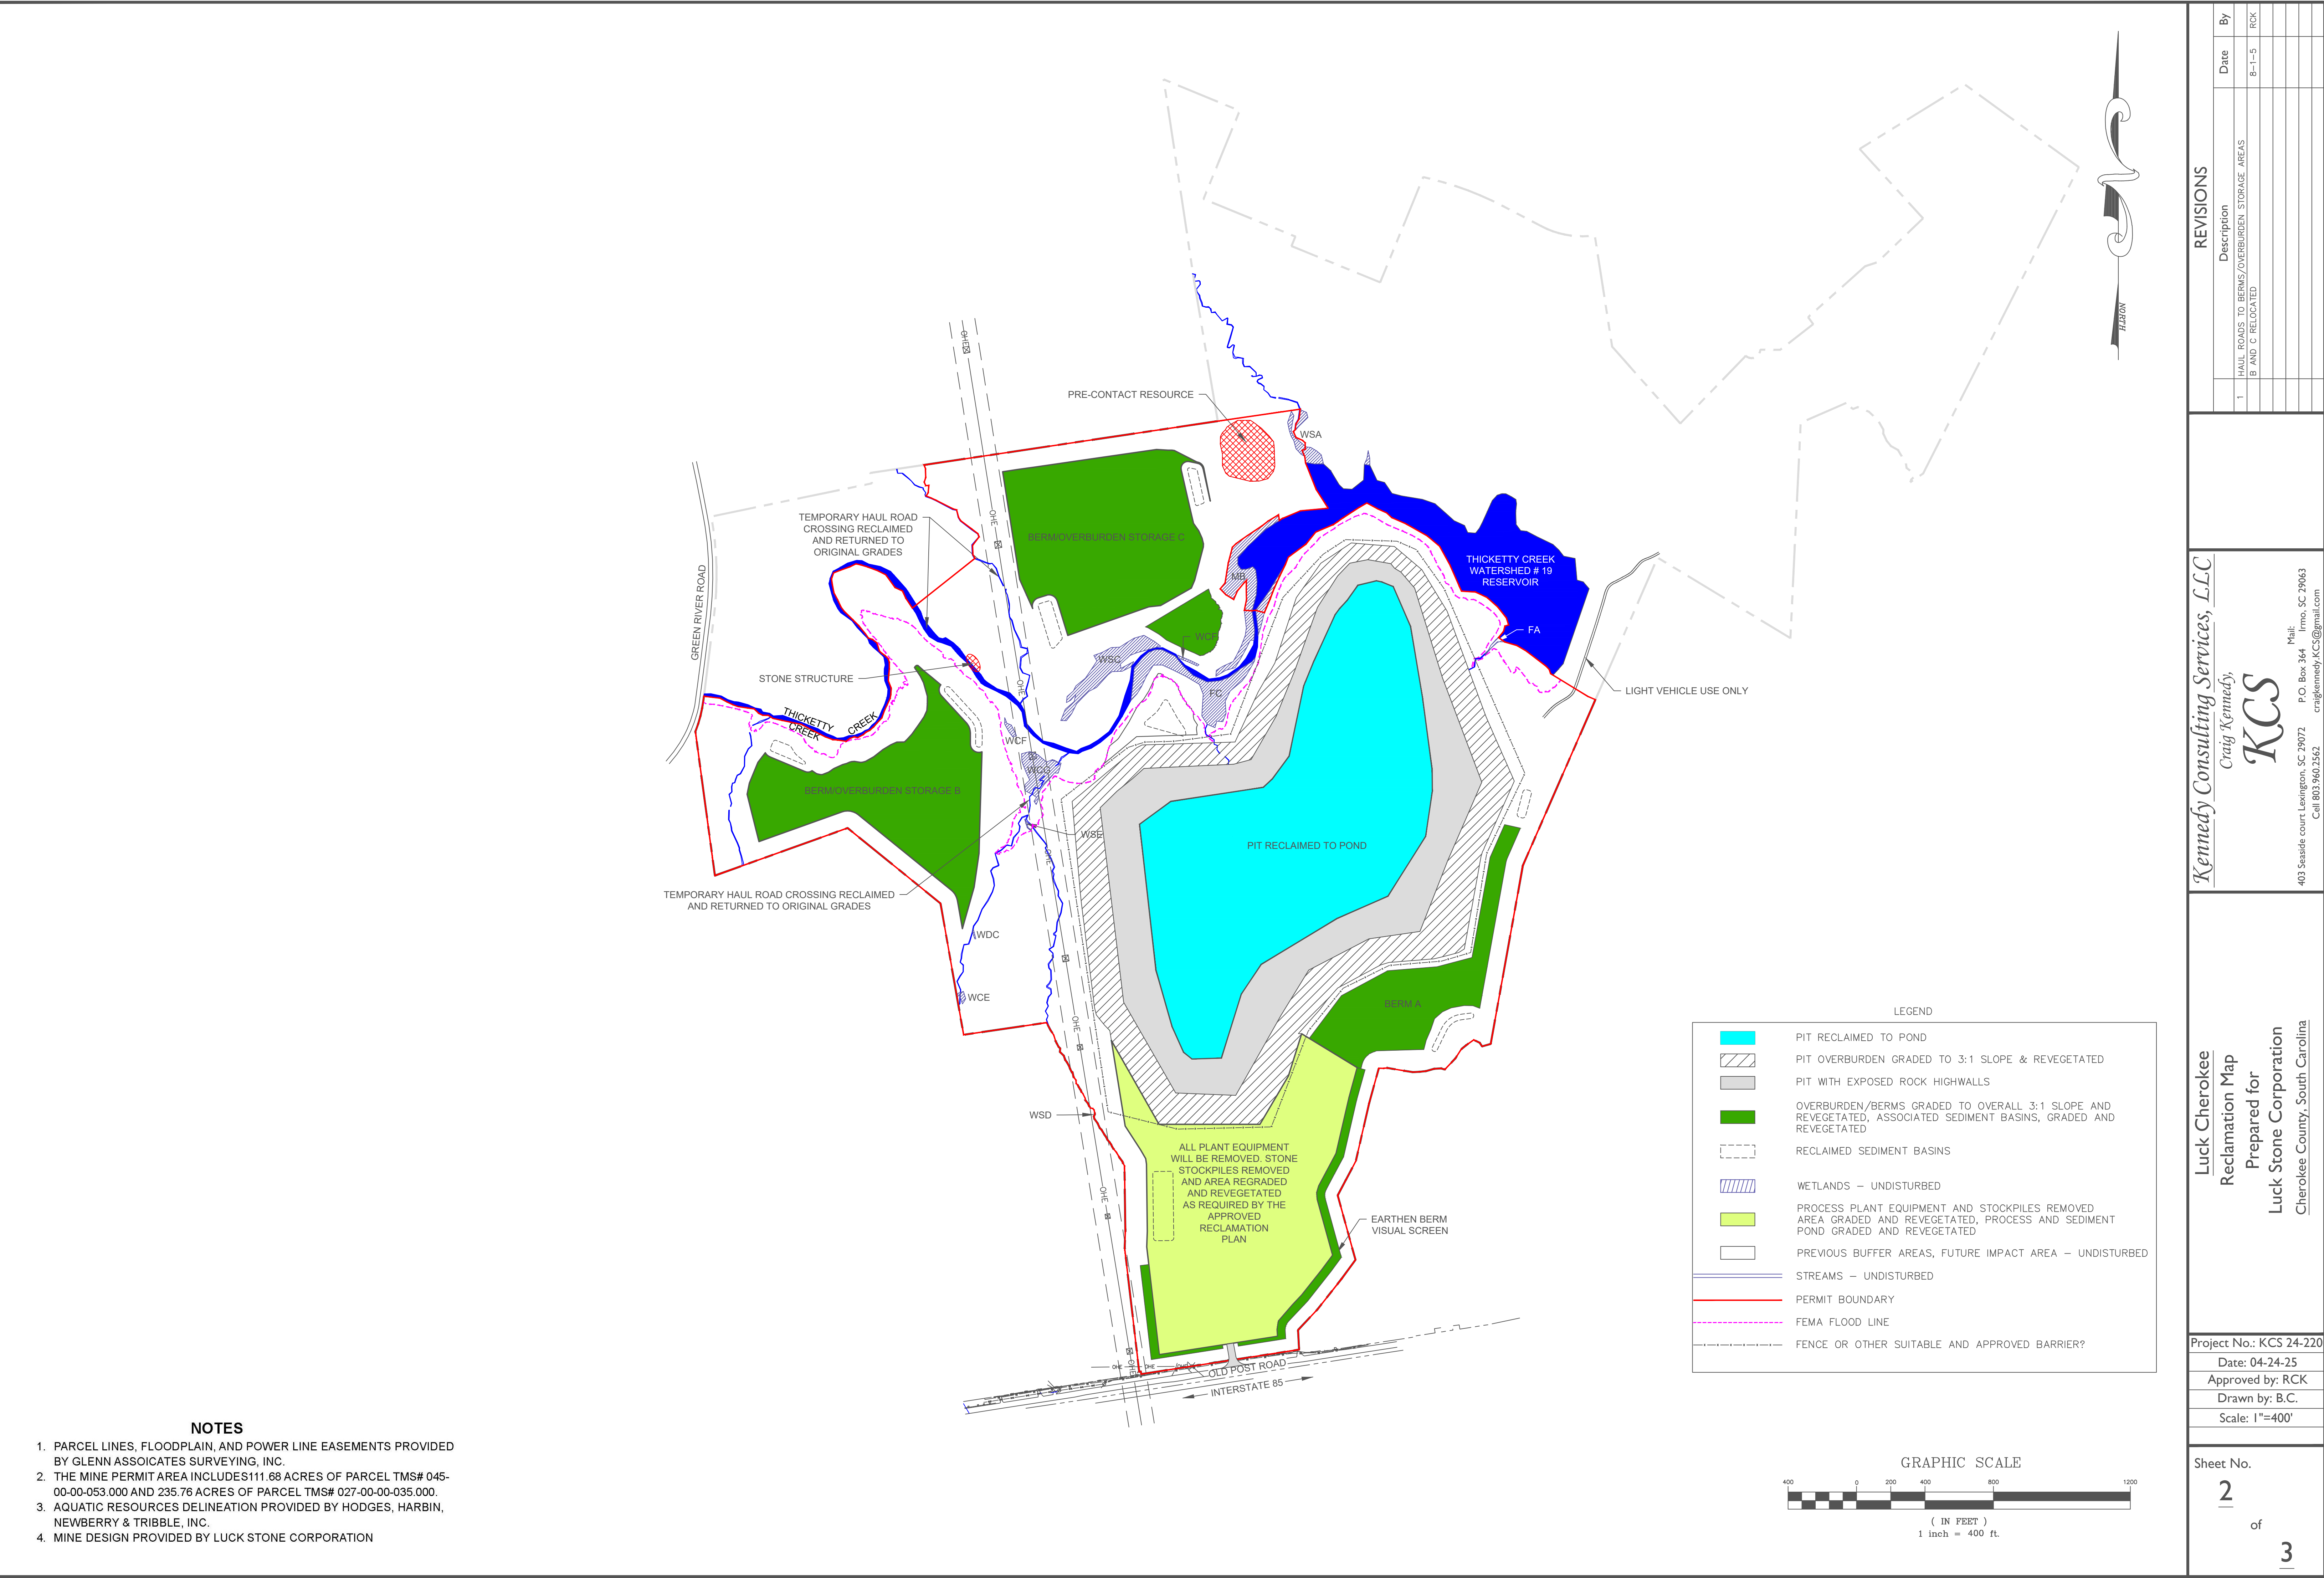 PRE-CONTACT RESOURCE
WSA
OHE
OHE
TEMPORARY HAUL ROAD
CROSSING RECLAIMED
AND RETURNED TO
ORIGINAL GRADES
BERM/OVERBURDEN STORAGE C
THICKETTY CREEK
WATERSHED # 19
RESERVOIR
MB
GREEN RIVER ROAD
FA
WCF
WSC
STONE STRUCTURE
OHE
FC
LIGHT VEHICLE USE ONLY
THICKETTY
CREEK
CREEK
WCF
WCG
BERM/OVERBURDEN STORAGE B
WSE
PIT RECLAIMED TO POND
OHE
TEMPORARY HAUL ROAD CROSSING RECLAIMED
AND RETURNED TO ORIGINAL GRADES
WDC
WCE
BERM A
OHE
WSD
ALL PLANT EQUIPMENT
WILL BE REMOVED. STONE
STOCKPILES REMOVED
AND AREA REGRADED
AND REVEGETATED
AS REQUIRED BY THE
APPROVED
RECLAMATION
PLAN
OHE
EARTHEN BERM
VISUAL SCREEN
OHE
OHE
OHE
OLD POST ROAD
INTERSTATE 85
NORTH
LEGEND
PIT RECLAIMED TO POND
PIT OVERBURDEN GRADED TO 3:1 SLOPE & REVEGETATED
PIT WITH EXPOSED ROCK HIGHWALLS
OVERBURDEN/BERMS GRADED TO OVERALL 3:1 SLOPE AND
REVEGETATED, ASSOCIATED SEDIMENT BASINS, GRADED AND
REVEGETATED
RECLAIMED SEDIMENT BASINS
WETLANDS – UNDISTURBED
PROCESS PLANT EQUIPMENT AND STOCKPILES REMOVED
AREA GRADED AND REVEGETATED, PROCESS AND SEDIMENT
POND GRADED AND REVEGETATED
PREVIOUS BUFFER AREAS, FUTURE IMPACT AREA – UNDISTURBED
STREAMS – UNDISTURBED
PERMIT BOUNDARY
FEMA FLOOD LINE
FENCE OR OTHER SUITABLE AND APPROVED BARRIER?
GRAPHIC SCALE
400 0 200 400 800 1200
( IN FEET )
1 inch = 400 ft.
NOTES
1. PARCEL LINES, FLOODPLAIN, AND POWER LINE EASEMENTS PROVIDED
BY GLENN ASSOICATES SURVEYING, INC.
2. THE MINE PERMIT AREA INCLUDES111.68 ACRES OF PARCEL TMS# 045-
00-00-053.000 AND 235.76 ACRES OF PARCEL TMS# 027-00-00-035.000.
3. AQUATIC RESOURCES DELINEATION PROVIDED BY HODGES, HARBIN,
NEWBERRY & TRIBBLE, INC.
4. MINE DESIGN PROVIDED BY LUCK STONE CORPORATION
REVISIONS
Description Date By
1 HAUL ROADS TO BERMS/OVERBURDEN STORAGE AREAS
B AND C RELOCATED 8–1–5 RCK
Kennedy Consulting Services, LLC
Craig Kennedy,
KCS
Mail:
403 Seaside court Lexington, SC 29072 P.O. Box 364 Irmo, SC 29063
Cell 803.960.2562 craigkennedy.KCS@gmail.com
Luck Cherokee
Reclamation Map
Prepared for
Luck Stone Corporation
Cherokee County, South Carolina
Project No.: KCS 24-220
Date: 04-24-25
Approved by: RCK
Drawn by: B.C.
Scale: 1"=400'
Sheet No.
2
of
3